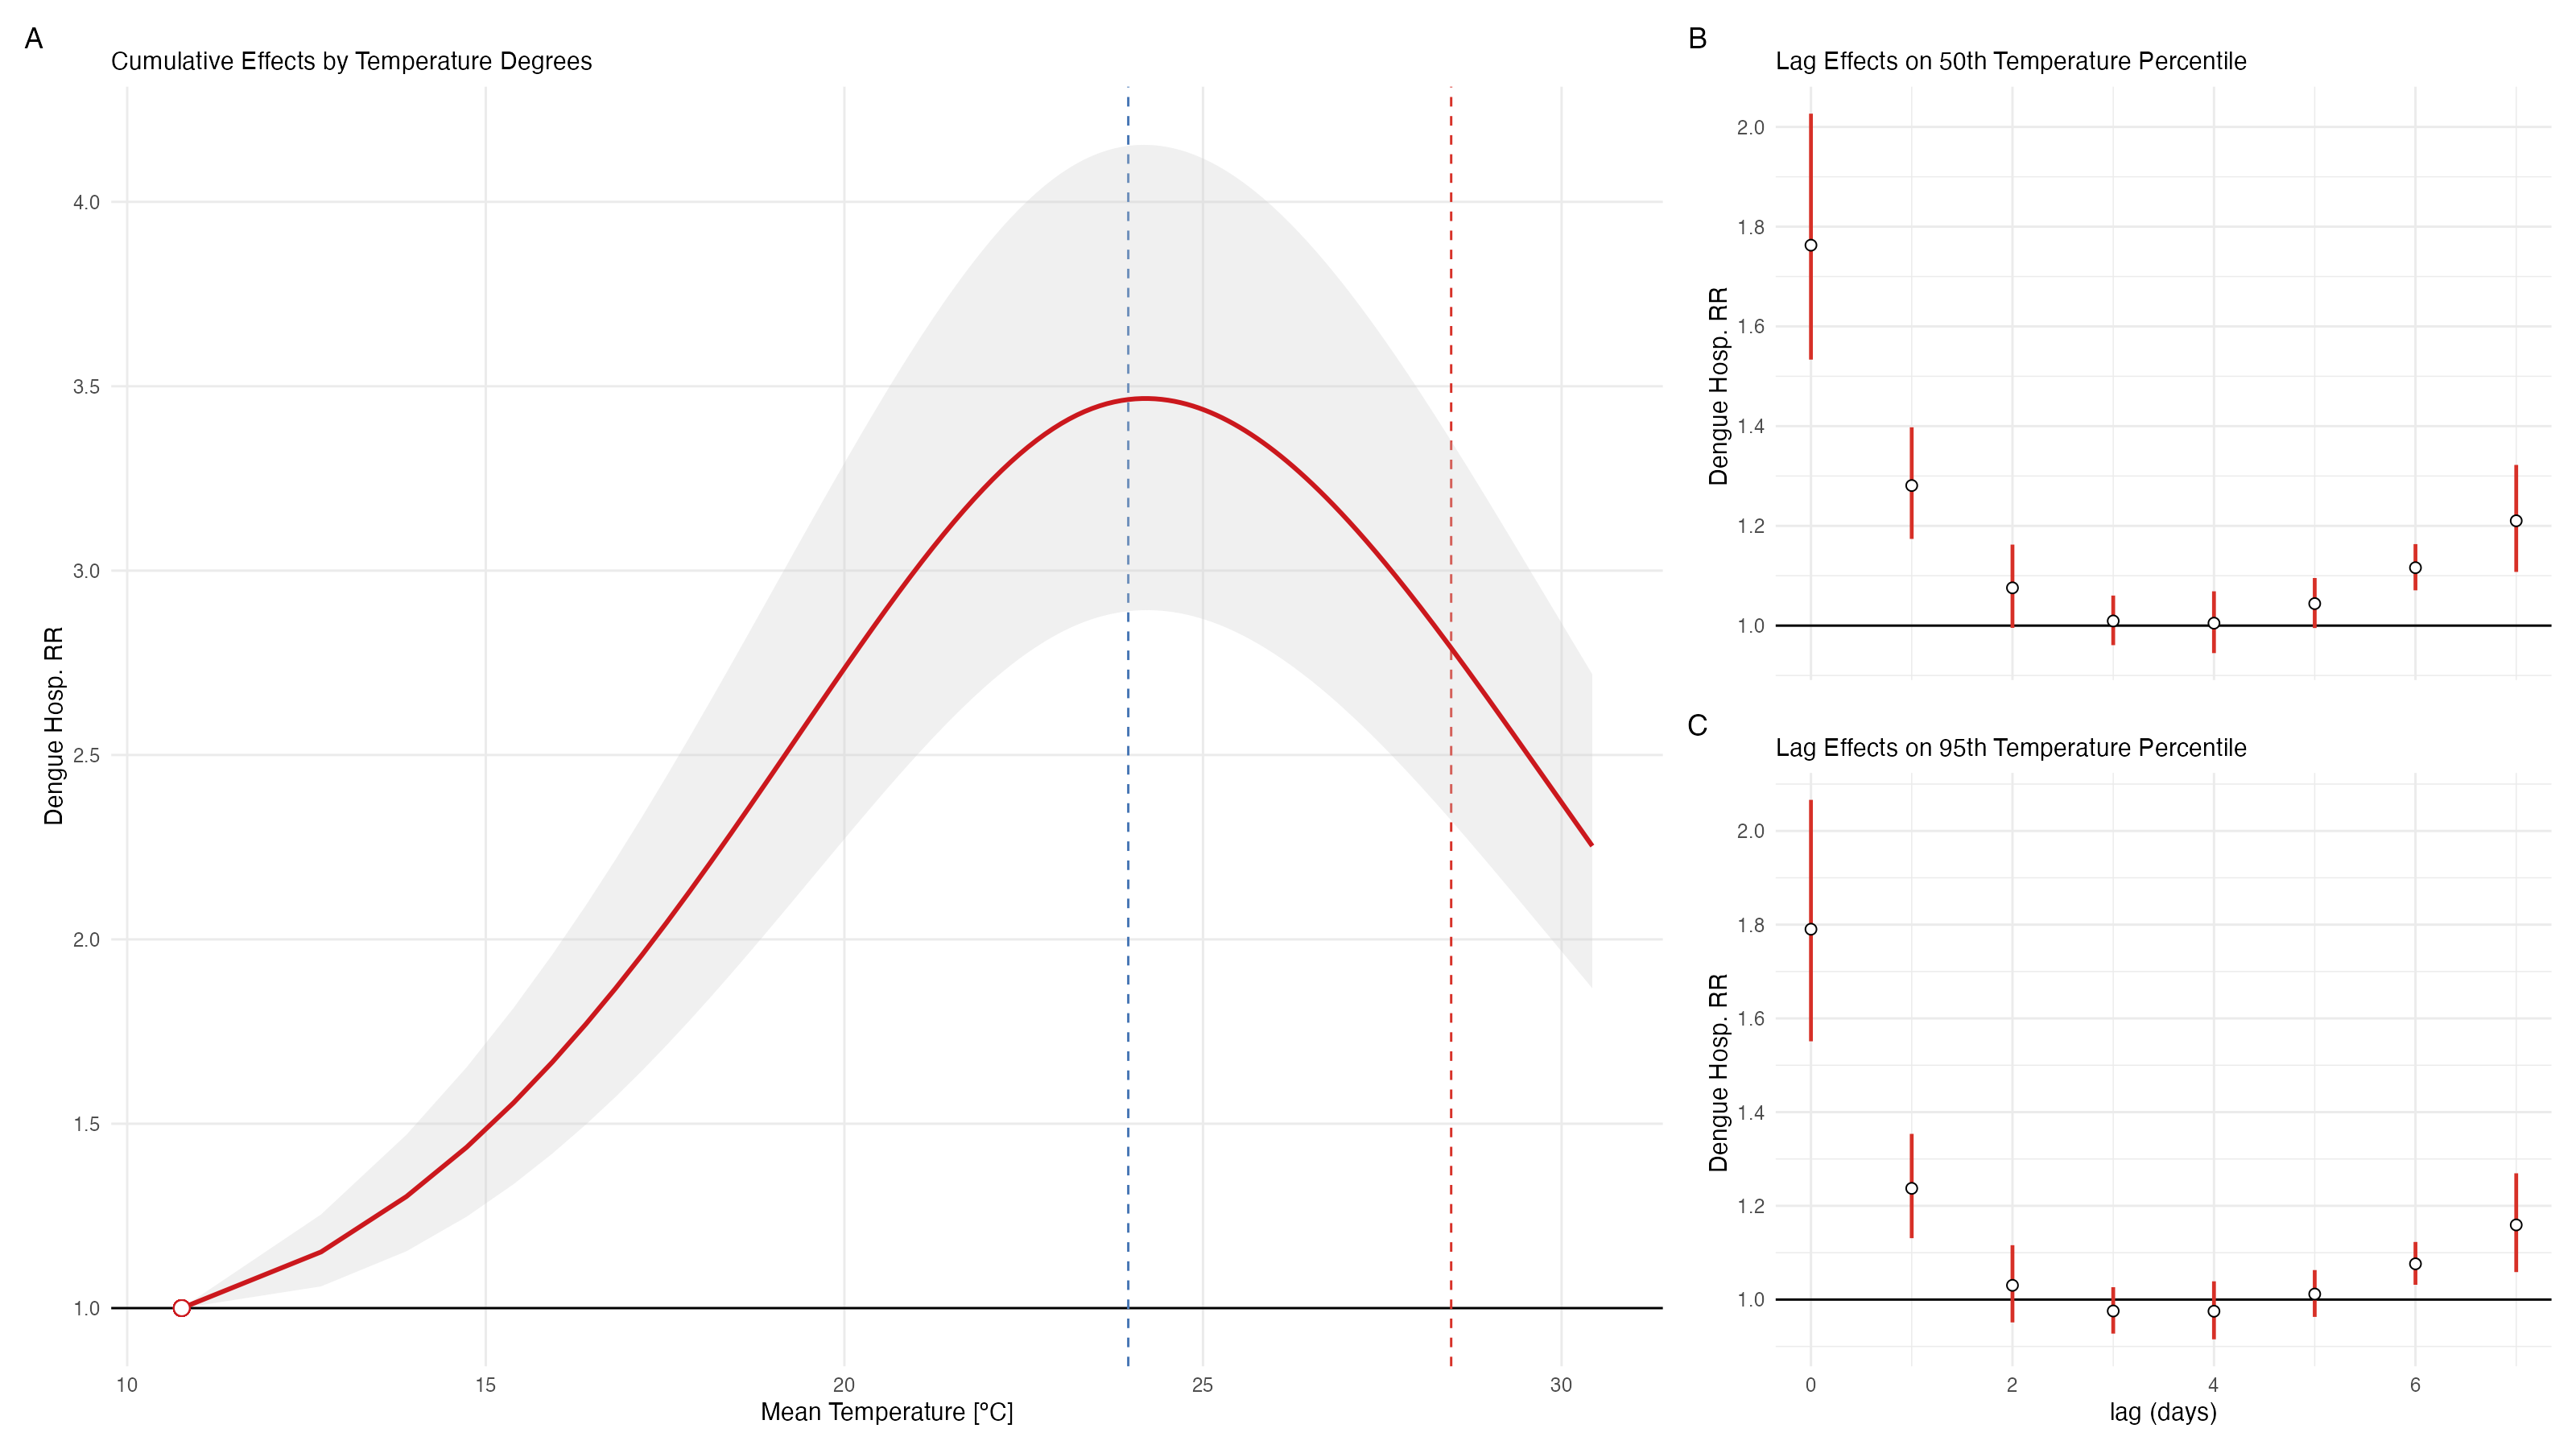 A
Cumulative Effects by Temperature Degrees
Dengue Hosp. RR
4.0
3.5
3.0
2.5
2.0
1.5
1.0
10 15 20 25 30
Mean Temperature [°C]
B
Lag Effects on 50th Temperature Percentile
Dengue Hosp. RR
2.0
1.8
1.6
1.4
1.2
1.0
C
Lag Effects on 95th Temperature Percentile
Dengue Hosp. RR
2.0
1.8
1.6
1.4
1.2
1.0
0 2 4 6
lag (days)